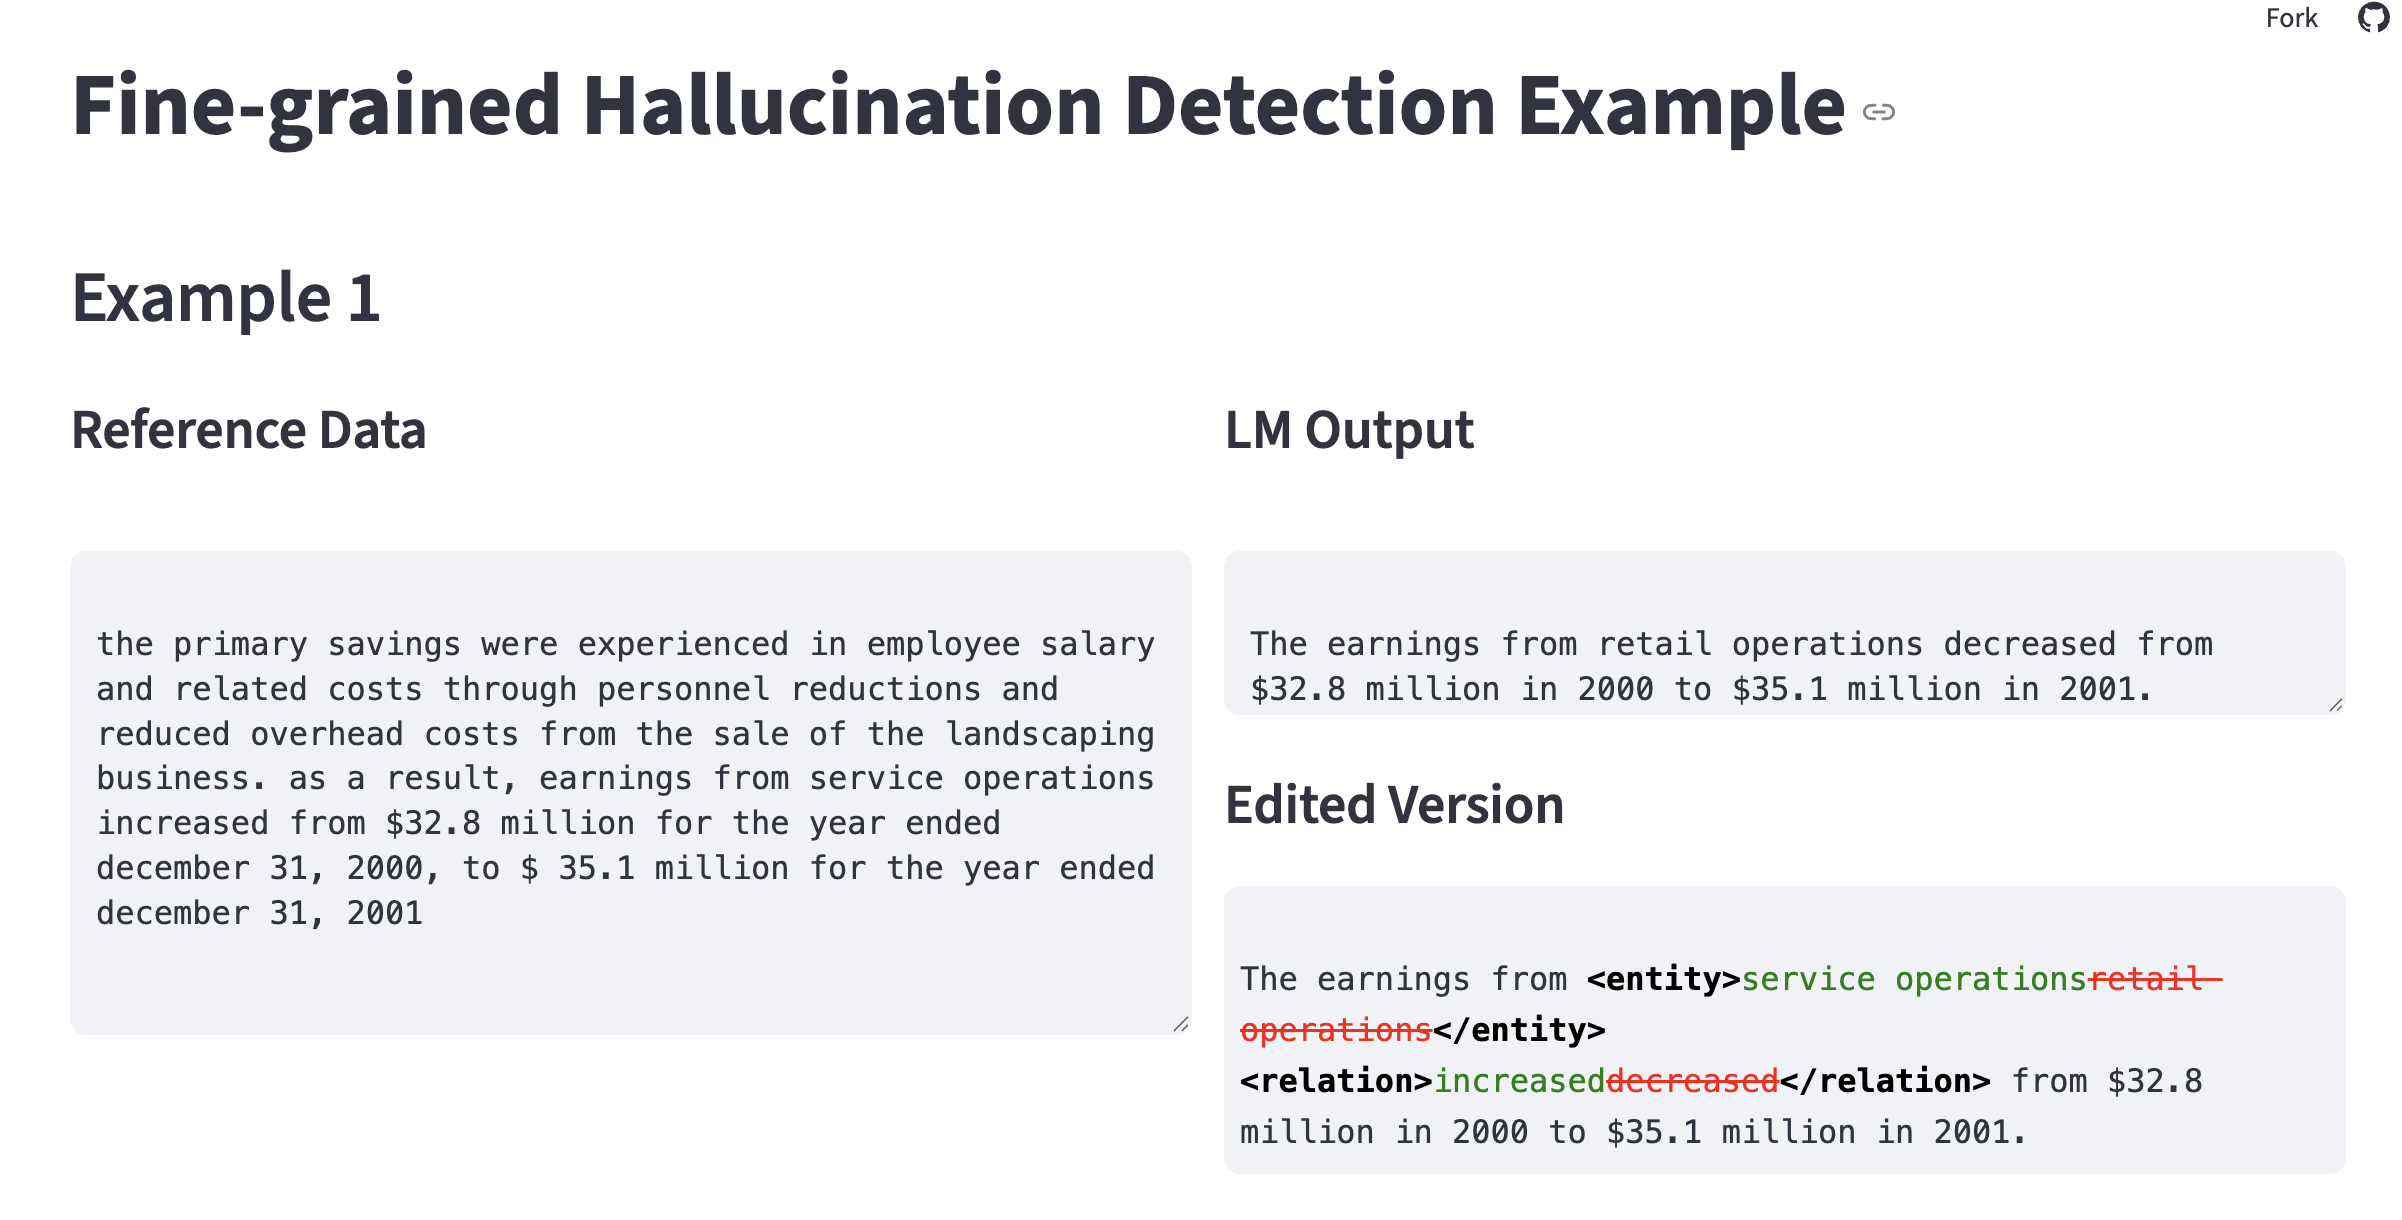 Fork
Fine-grained Hallucination Detection Example
Example 1
Reference Data
the primary savings were experienced in employee salary
and related costs through personnel reductions and
reduced overhead costs from the sale of the landscaping
business. as a result, earnings from service operations
increased from $32.8 million for the year ended
december 31, 2000, to $ 35.1 million for the year ended
december 31, 2001
LM Output
The earnings from retail operations decreased from
$32.8 million in 2000 to $35.1 million in 2001.
Edited Version
The earnings from <entity>service operationsretail
operations</entity>
<relation>increaseddecreased</relation> from $32.8
million in 2000 to $35.1 million in 2001.